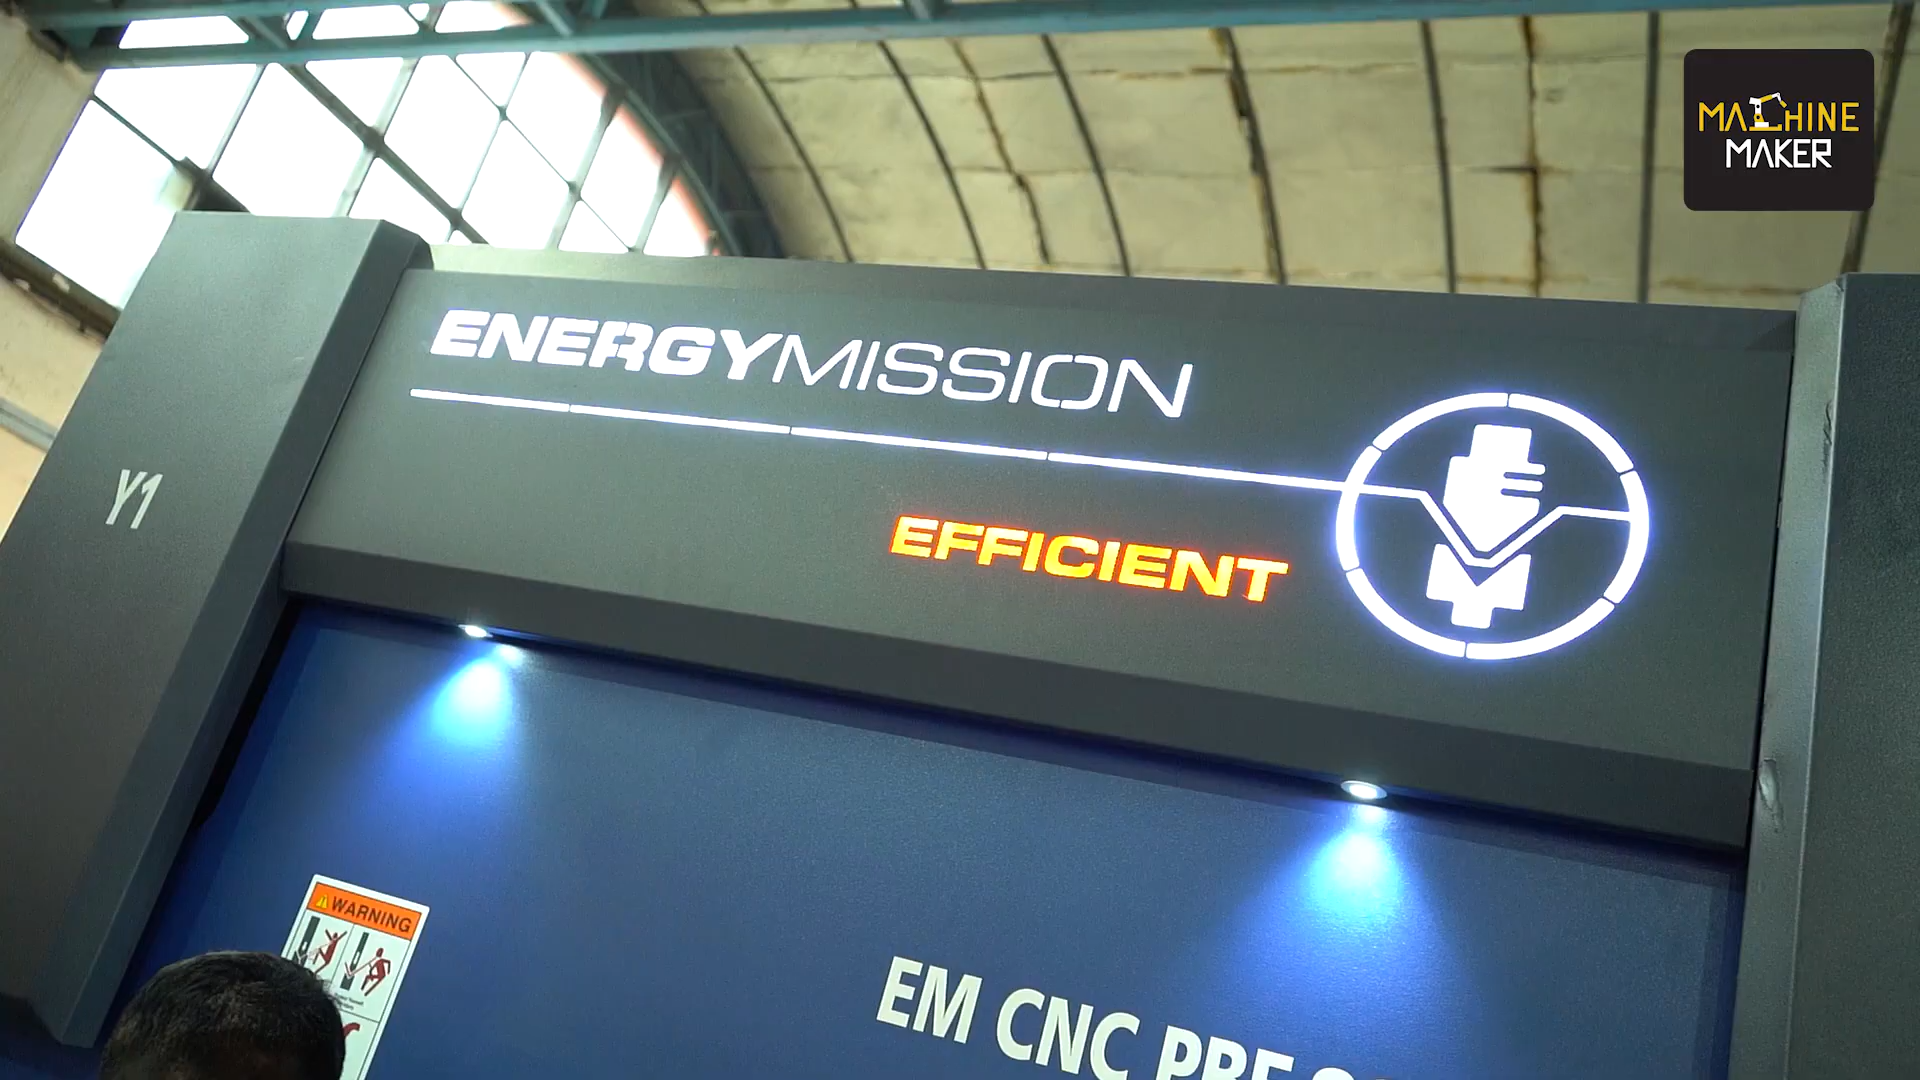 MACHINE
MAKER
ENERGYMISSION
EFFICIENT
Y1
WARNING
EM CNC